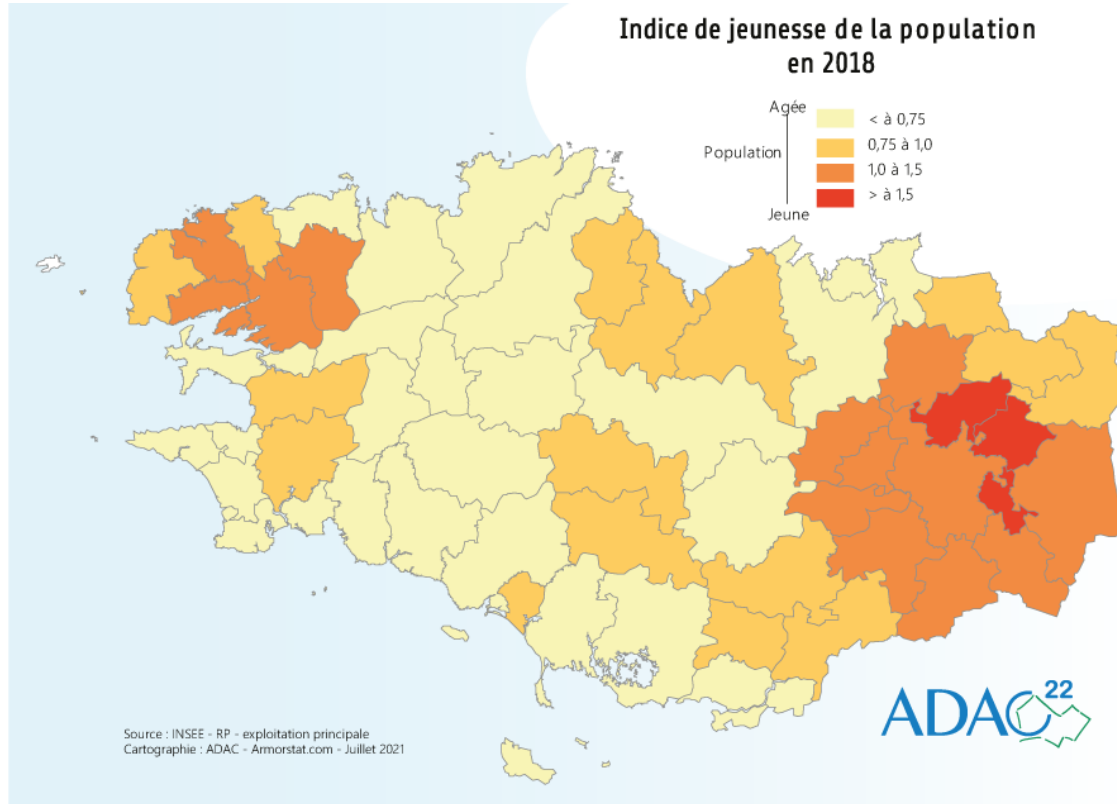 Indice de jeunesse de la population
en 2018
Agée
Population
Jeune
< à 0,75
0,75 à 1,0
1,0 à 1,5
> à 1,5
Source : INSEE - RP - exploitation principale
Cartographie : ADAC - Armorstat.com - Juillet 2021
ADAC 22